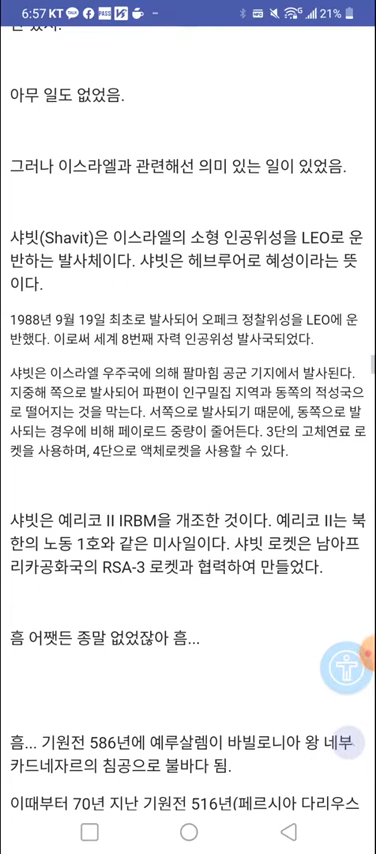 6:57 KT PASS 21%
아무 일도 없었음.
그러나 이스라엘과 관련해선 의미 있는 일이 있었음.
샤빗(Shavit)은 이스라엘의 소형 인공위성을 LEO로 운
반하는 발사체이다. 샤빗은 헤브루어로 혜성이라는 뜻
이다.
1988년 9월 19일 최초로 발사되어 오페크 정찰위성을 LEO에 운
반했다. 이로써 세계 8번째 자력 인공위성 발사국되었다.
샤빗은 이스라엘 우주국에 의해 팔마힘 공군 기지에서 발사된다.
지중해 쪽으로 발사되어 파편이 인구밀집 지역과 동쪽의 적성국으
로 떨어지는 것을 막는다. 서쪽으로 발사되기 때문에, 동쪽으로 발
사되는 경우에 비해 페이로드 중량이 줄어든다. 3단의 고체연료 로
켓을 사용하며, 4단으로 액체로켓을 사용할 수 있다.
샤빗은 예리코 II IRBM을 개조한 것이다. 예리코 II는 북
한의 노동 1호와 같은 미사일이다. 샤빗 로켓은 남아프
리카공화국의 RSA-3 로켓과 협력하여 만들었다.
흠 어쨋든 종말 없었잖아 흠...
흠... 기원전 586년에 예루살렘이 바빌로니아 왕 네부
카드네자르의 침공으로 불바다 됨.
이때부터 70년 지난 기원전 516년(페르시아 다리우스